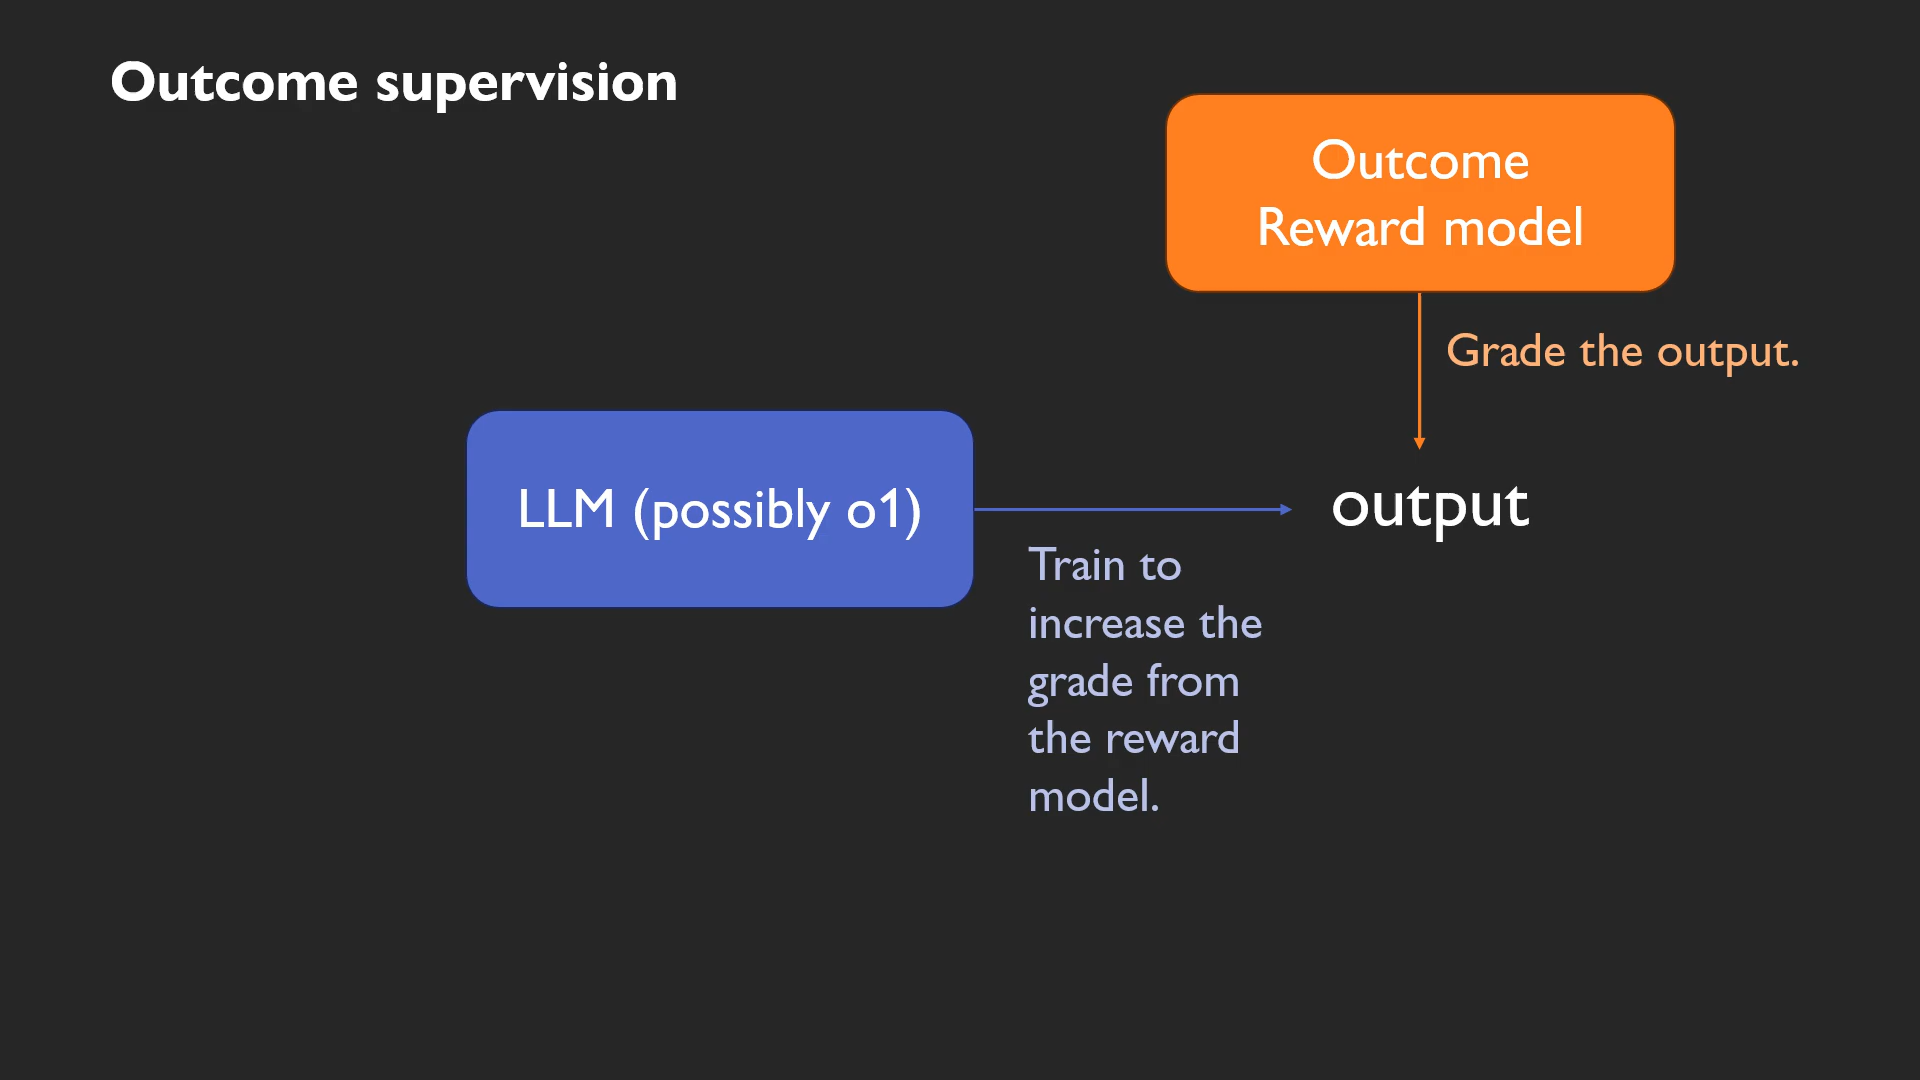 Outcome supervision
Outcome
Reward model
Grade the output.
LLM (possibly o1)
output
Train to
increase the
grade from
the reward
model.